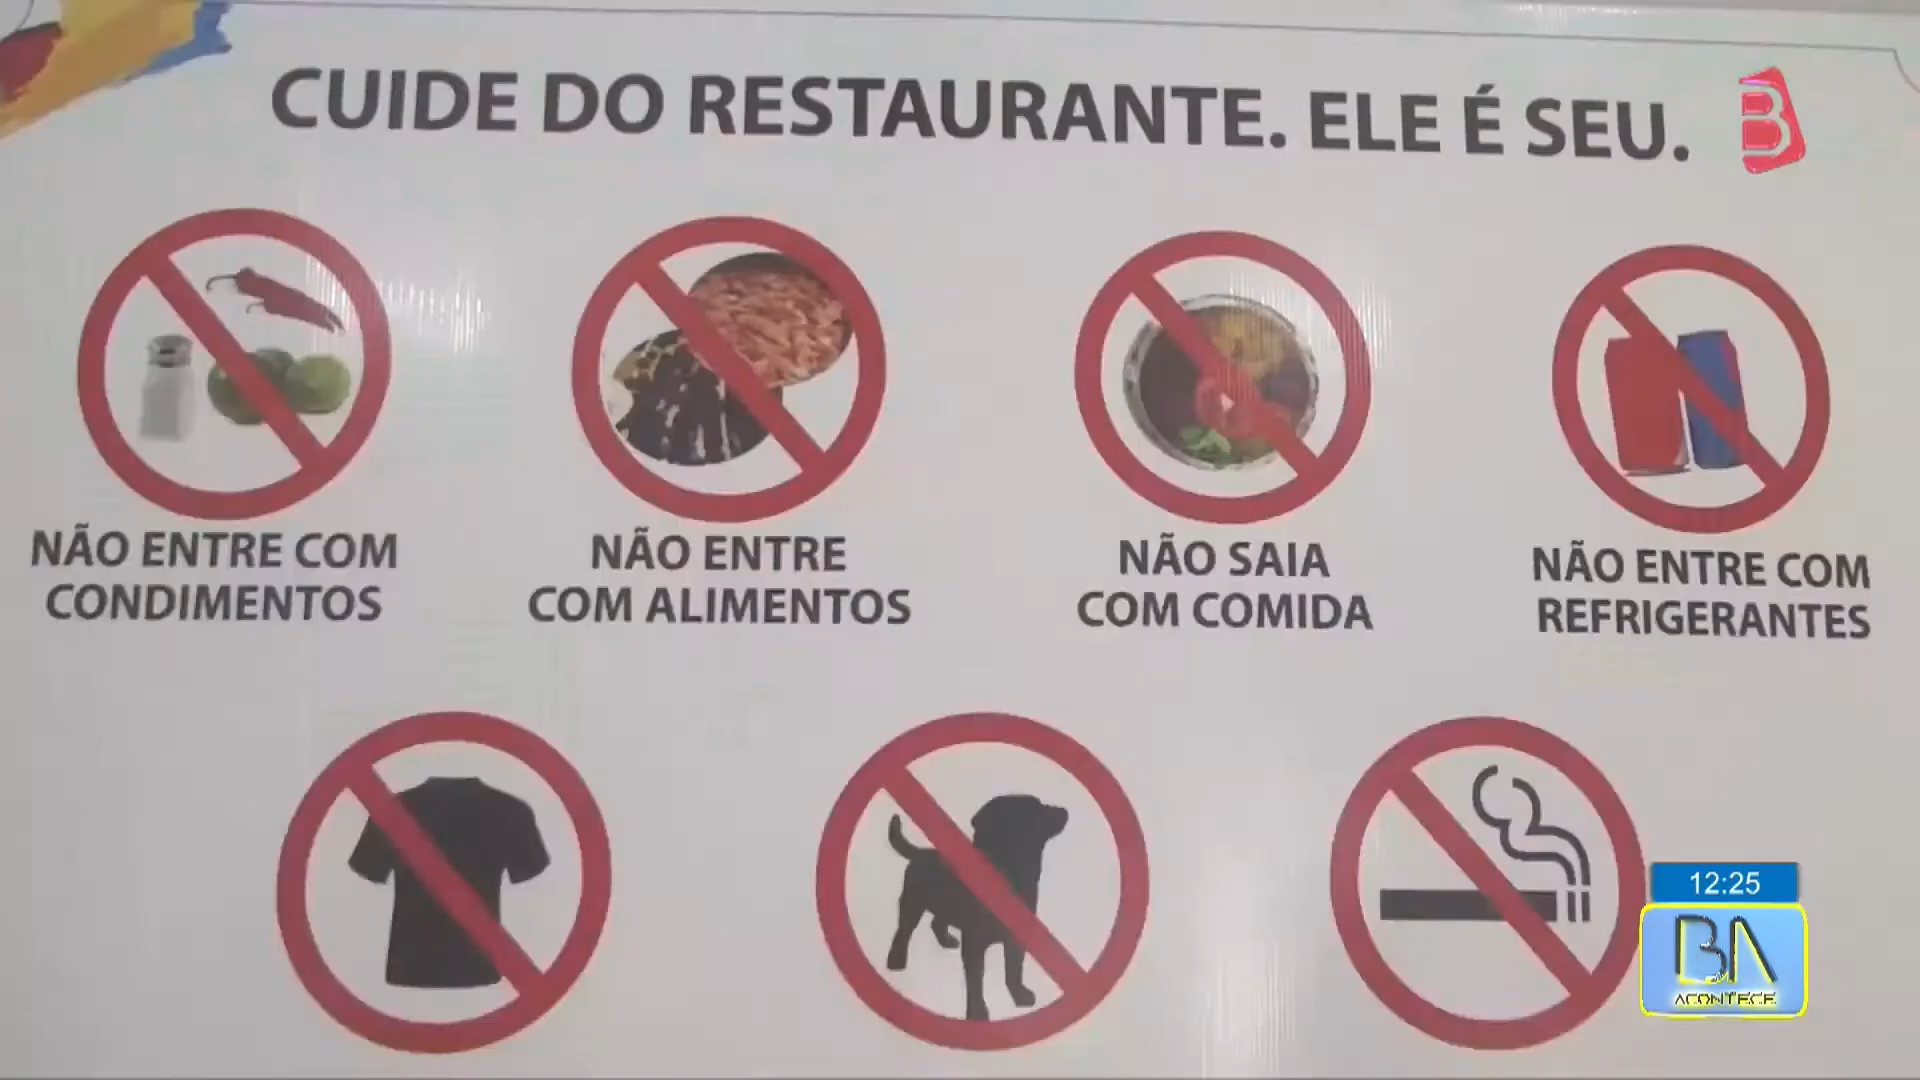 CUIDE DO RESTAURANTE. ELE É SEU.
B
NÃO ENTRE COM
CONDIMENTOS
NÃO ENTRE
COM ALIMENTOS
NÃO SAIA
COM COMIDA
NÃO ENTRE COM
REFRIGERANTES
12:25
BA
ACONTECE